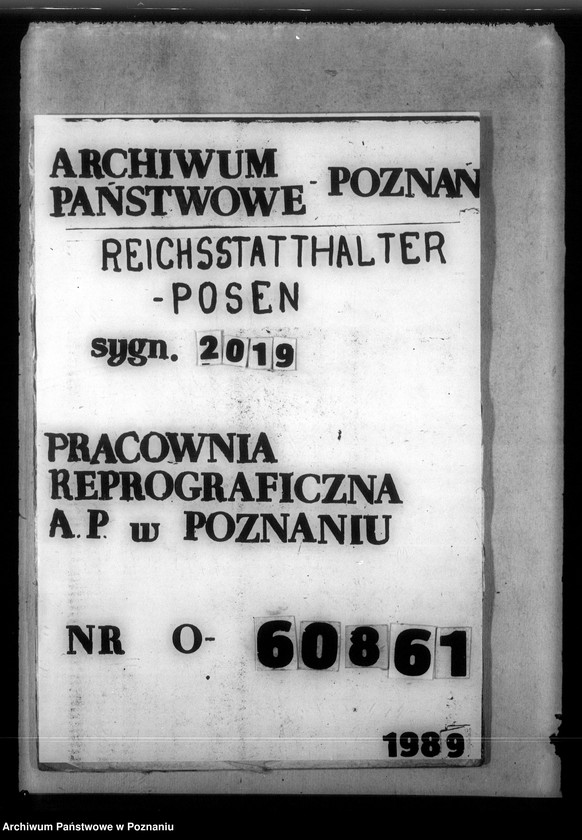 ARCHIWUM
PAŃSTWOWE - POZNAŃ
REICHSSTATTHALTER
-POSEN
sygn. 2019
PRACOWNIA
REPROGRAFICZNA
A.P. w POZNANIU
NR O- 60861
1989
Archiwum Państwowe w Poznaniu